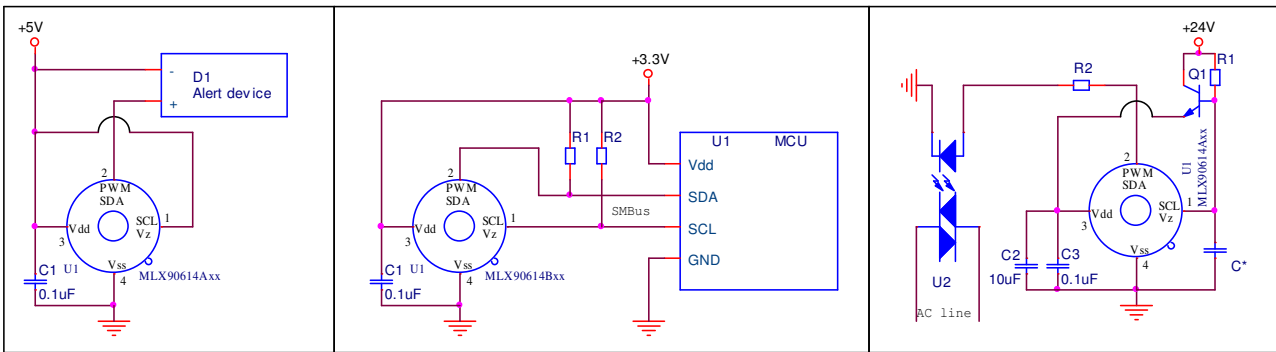 +5V
D1
Alert device
-
+
2
PWM
SDA
SCL
Vz
1
Vdd
3
Vss
4
C1
0.1uF
U1
MLX90614Axx
+3.3V
R1
R2
U1
MCU
Vdd
SDA
SCL
GND
SMBus
2
PWM
SDA
SCL
Vz
1
Vdd
3
Vss
4
C1
0.1uF
U1
MLX90614Bxx
+24V
R1
Q1
R2
U1
MLX90614Axx
2
PWM
SDA
SCL
Vz
1
Vdd
3
Vss
4
C2
10uF
C3
0.1uF
C*
U2
AC line